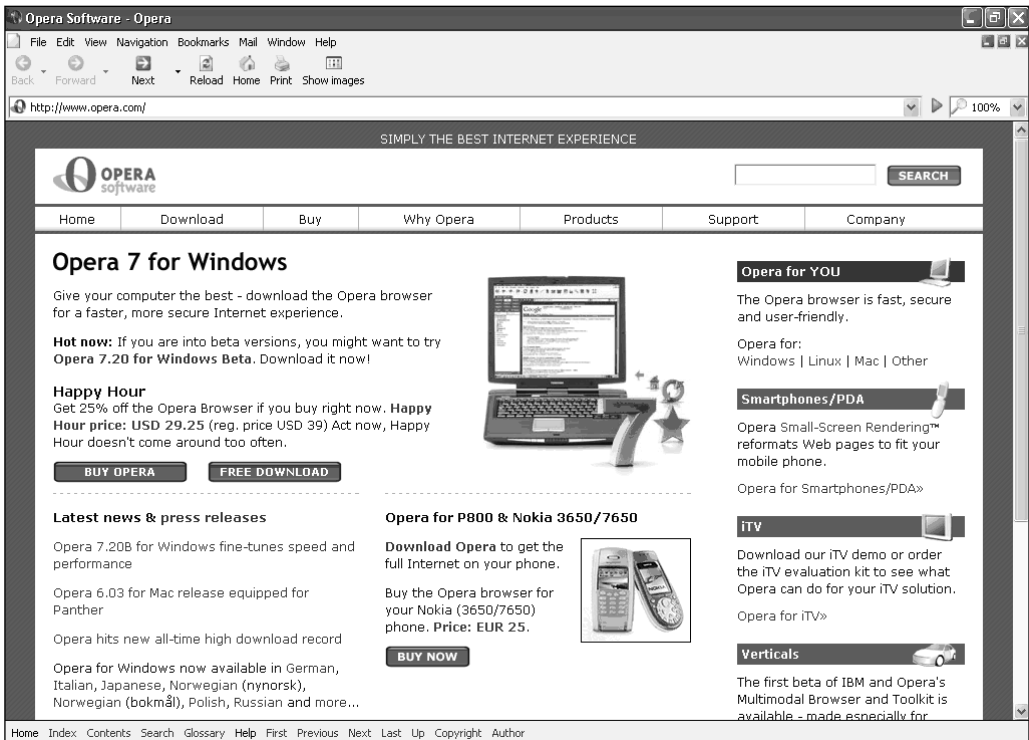 Opera Software - Opera
File Edit View Navigation Bookmarks Mail Window Help
Back Forward Next Reload Home Print Show images
http://www.opera.com/ 100%
SIMPLY THE BEST INTERNET EXPERIENCE
OPERA
software
SEARCH
Home Download Buy Why Opera Products Support Company
Opera 7 for Windows
Give your computer the best - download the Opera browser
for a faster, more secure Internet experience.
Hot now: If you are into beta versions, you might want to try
Opera 7.20 for Windows Beta. Download it now!
Happy Hour
Get 25% off the Opera Browser if you buy right now. Happy
Hour price: USD 29.25 (reg. price USD 39) Act now, Happy
Hour doesn't come around too often.
BUY OPERA FREE DOWNLOAD
Latest news & press releases
Opera 7.20B for Windows fine-tunes speed and
performance
Opera 6.03 for Mac release equipped for
Panther
Opera hits new all-time high download record
Opera for Windows now available in German,
Italian, Japanese, Norwegian (nynorsk),
Norwegian (bokmål), Polish, Russian and more...
Opera for P800 & Nokia 3650/7650
Download Opera to get the
full Internet on your phone.
Buy the Opera browser for
your Nokia (3650/7650)
phone. Price: EUR 25.
BUY NOW
Opera for YOU
The Opera browser is fast, secure
and user-friendly.
Opera for:
Windows | Linux | Mac | Other
Smartphones/PDA
Opera Small-Screen Rendering™
reformats Web pages to fit your
mobile phone.
Opera for Smartphones/PDA»
iTV
Download our iTV demo or order
the iTV evaluation kit to see what
Opera can do for your iTV solution.
Opera for iTV»
Verticals
The first beta of IBM and Opera's
Multimodal Browser and Toolkit is
available - made especially for
Home Index Contents Search Glossary Help First Previous Next Last Up Copyright Author